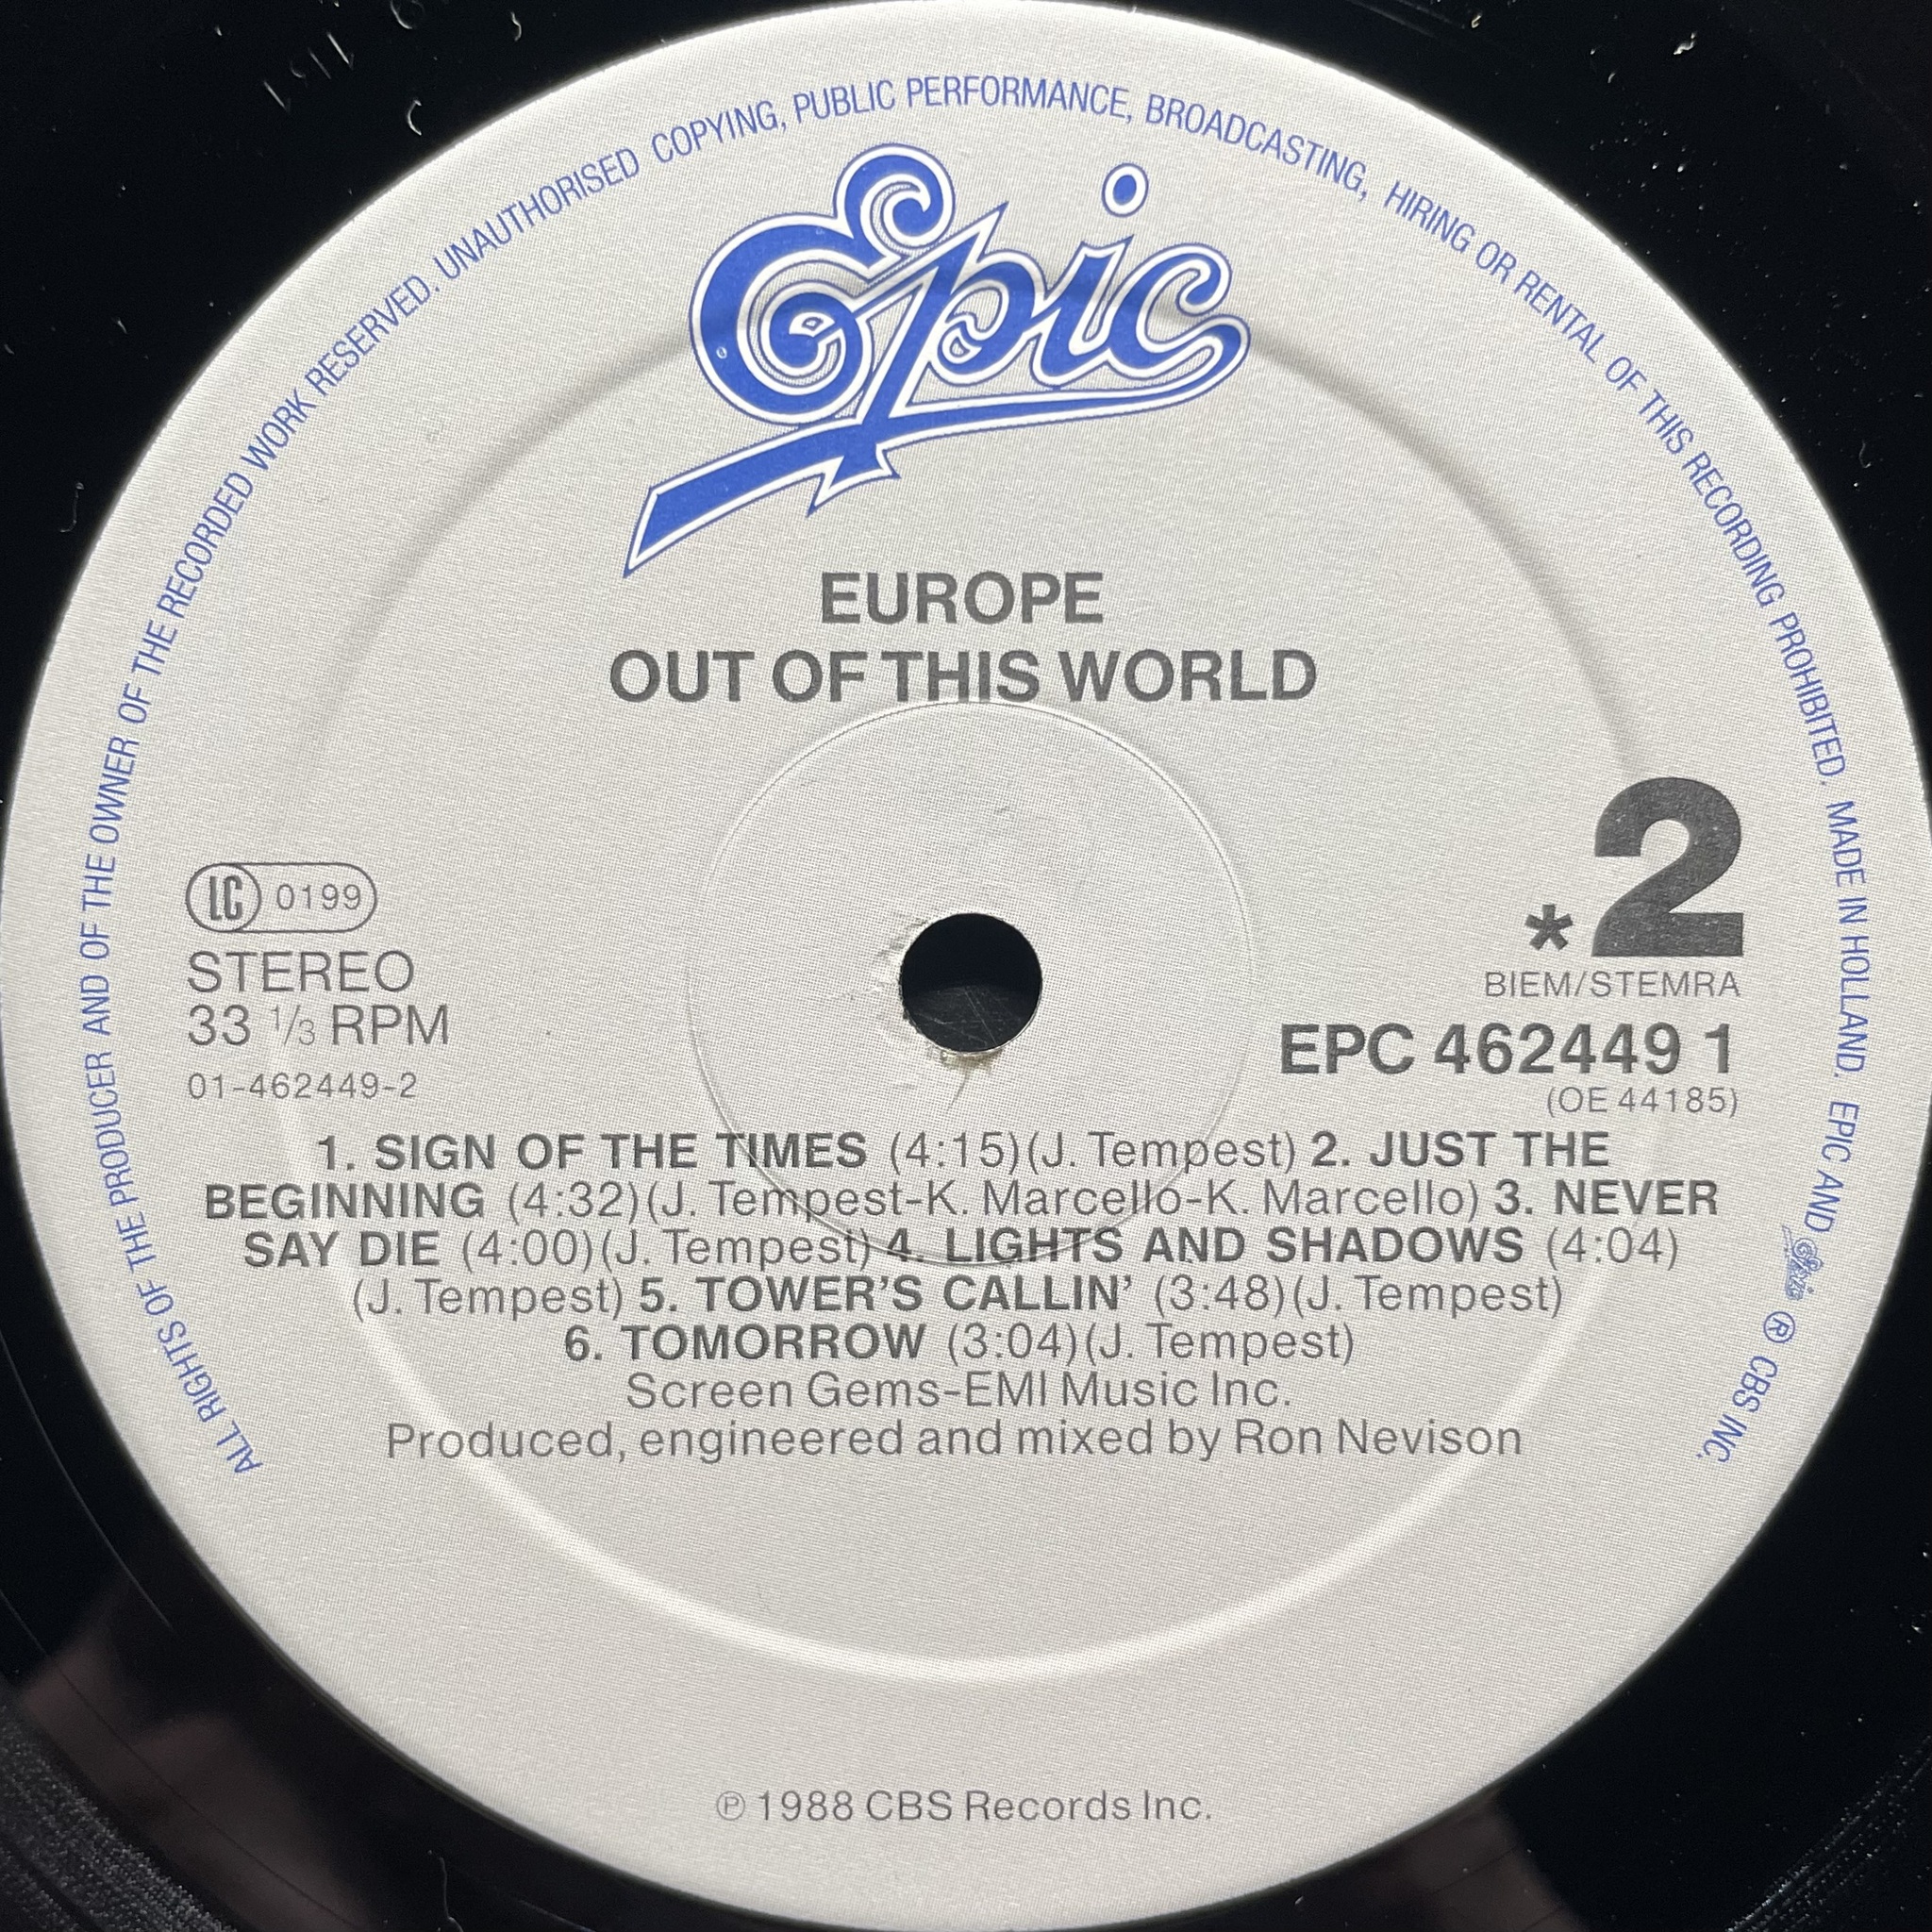 ALL RIGHTS OF THE PRODUCER AND OF THE OWNER OF THE RECORDED WORK RESERVED. UNAUTHORISED COPYING, PUBLIC PERFORMANCE, BROADCASTING, HIRING OR RENTAL OF THIS RECORDING PROHIBITED. MADE IN HOLLAND. EPIC AND Epic ® CBS INC.
Epic
EUROPE
OUT OF THIS WORLD
LC 0199
STEREO
33 1/3 RPM
01-462449-2
*2
BIEM/STEMRA
EPC 462449 1
(OE 44185)
1. SIGN OF THE TIMES (4:15)(J. Tempest) 2. JUST THE
BEGINNING (4:32)(J. Tempest-K. Marcello-K. Marcello) 3. NEVER
SAY DIE (4:00)(J. Tempest) 4. LIGHTS AND SHADOWS (4:04)
(J. Tempest) 5. TOWER'S CALLIN' (3:48)(J. Tempest)
6. TOMORROW (3:04)(J. Tempest)
Screen Gems-EMI Music Inc.
Produced, engineered and mixed by Ron Nevison
℗ 1988 CBS Records Inc.